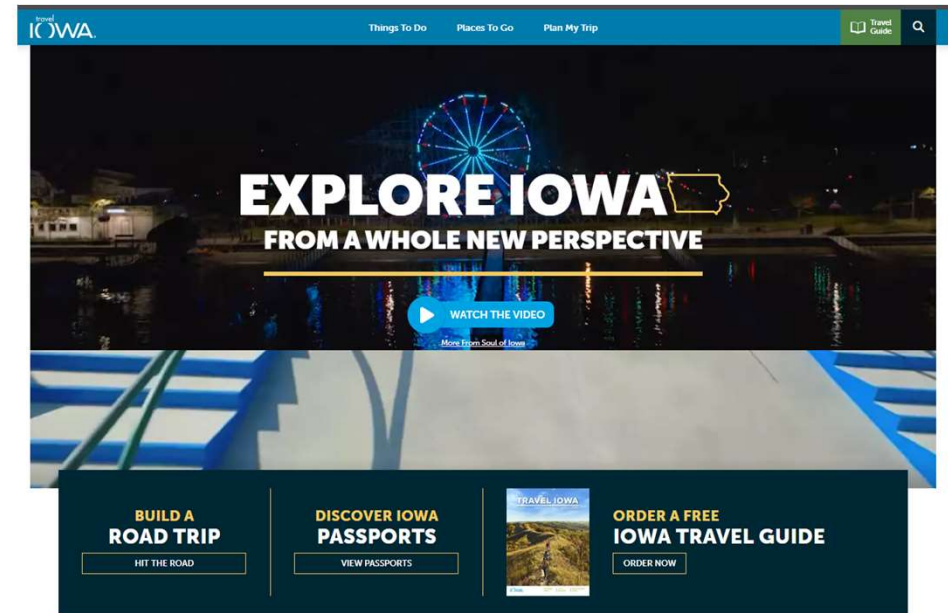 travel
IOWA.
Things To Do
Places To Go
Plan My Trip
Travel
Guide
EXPLORE IOWA
FROM A WHOLE NEW PERSPECTIVE
WATCH THE VIDEO
More From Soul of Iowa
BUILD A
ROAD TRIP
HIT THE ROAD
DISCOVER IOWA
PASSPORTS
VIEW PASSPORTS
TRAVEL IOWA
ORDER A FREE
IOWA TRAVEL GUIDE
ORDER NOW